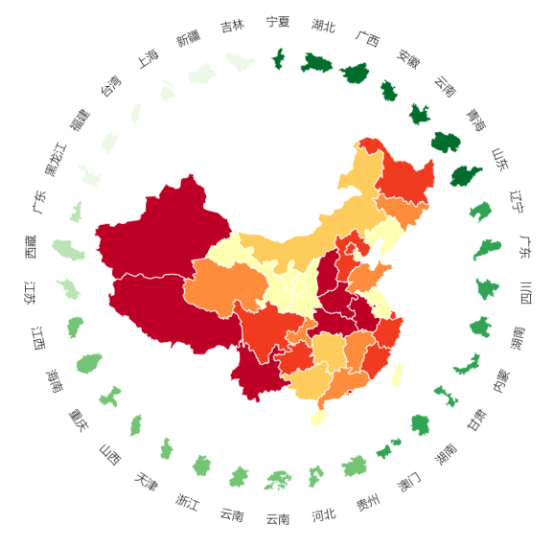 宁夏
湖北
广西
安徽
云南
青海
山东
辽宁
广东
四川
湖南
内蒙
甘肃
湖南
澳门
贵州
河北
云南
云南
浙江
天津
山西
重庆
海南
江西
江苏
西藏
广东
黑龙江
福建
台湾
上海
新疆
吉林